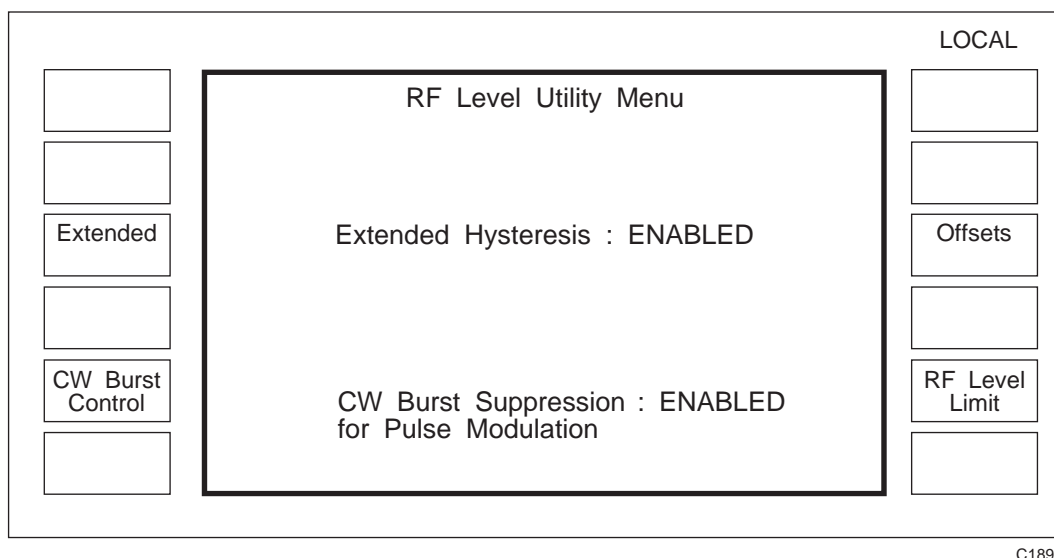 LOCAL
RF Level Utility Menu
Extended
Extended Hysteresis : ENABLED
Offsets
CW Burst
Control
CW Burst Suppression : ENABLED
for Pulse Modulation
RF Level
Limit
C189